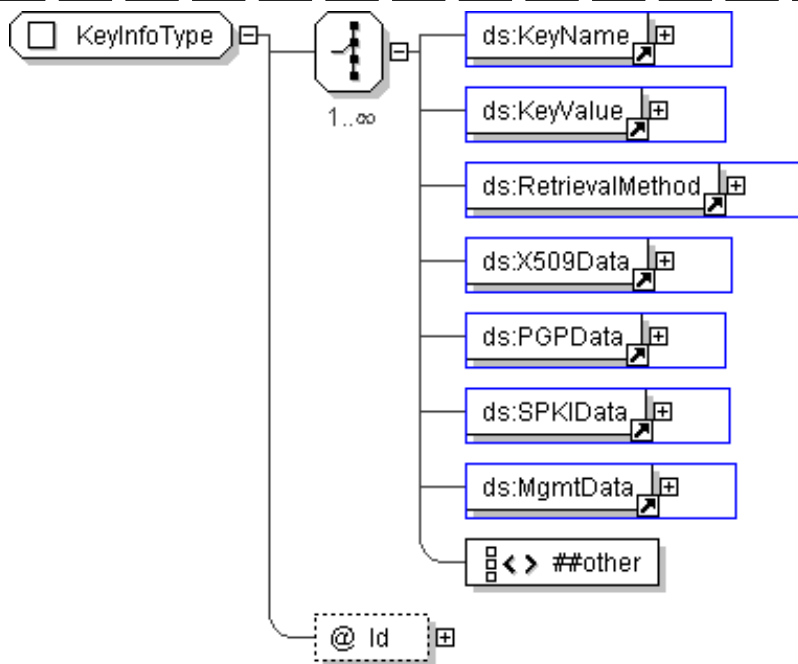 KeyInfoType
1..∞
ds:KeyName
ds:KeyValue
ds:RetrievalMethod
ds:X509Data
ds:PGPData
ds:SPKIData
ds:MgmtData
##other
@ Id